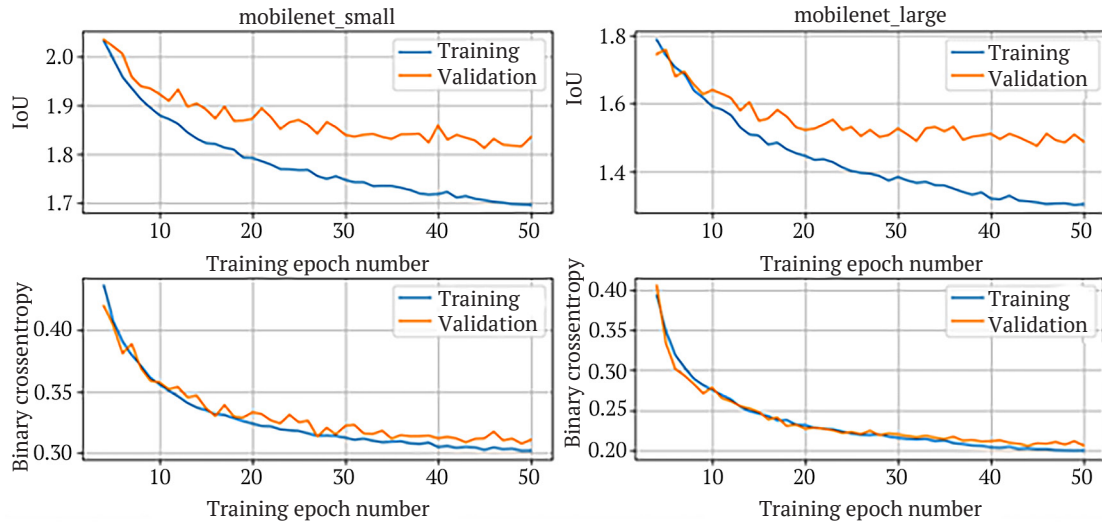 mobilenet_small
IoU
2.0
1.9
1.8
1.7
Training
Validation
10 20 30 40 50
Training epoch number
mobilenet_large
IoU
1.8
1.6
1.4
Training
Validation
10 20 30 40 50
Training epoch number
Binary crossentropy
0.40
0.35
0.30
Training
Validation
10 20 30 40 50
Training epoch number
Binary crossentropy
0.40
0.35
0.30
0.25
0.20
Training
Validation
10 20 30 40 50
Training epoch number